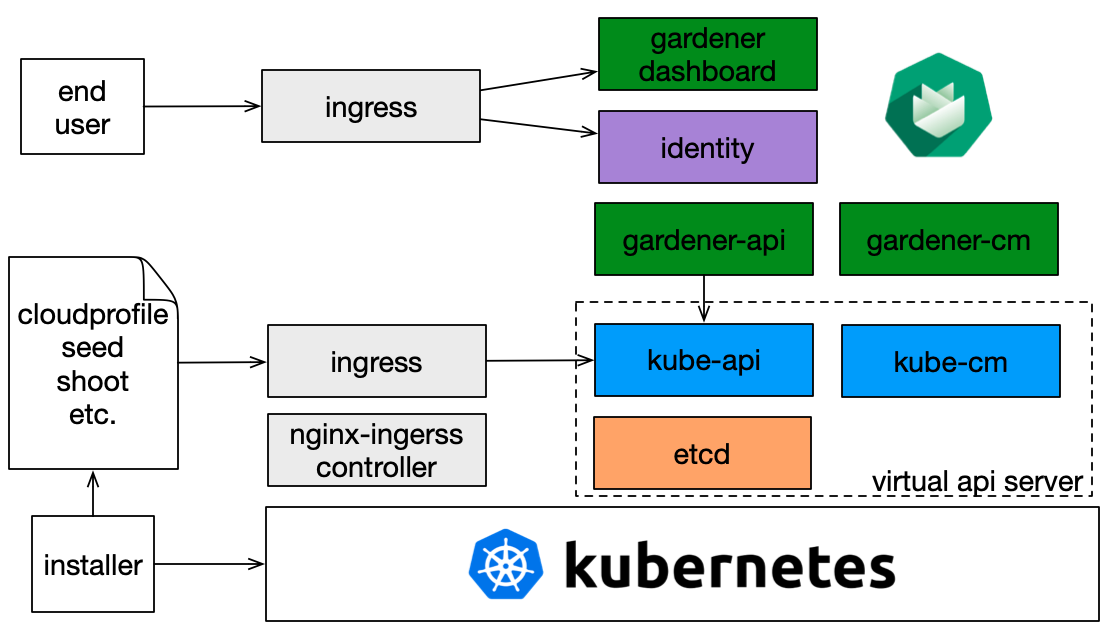 gardener
dashboard
end
user
ingress
identity
gardener-api
gardener-cm
cloudprofile
seed
shoot
etc.
ingress
kube-api
kube-cm
nginx-ingerss
controller
etcd
virtual api server
installer
kubernetes